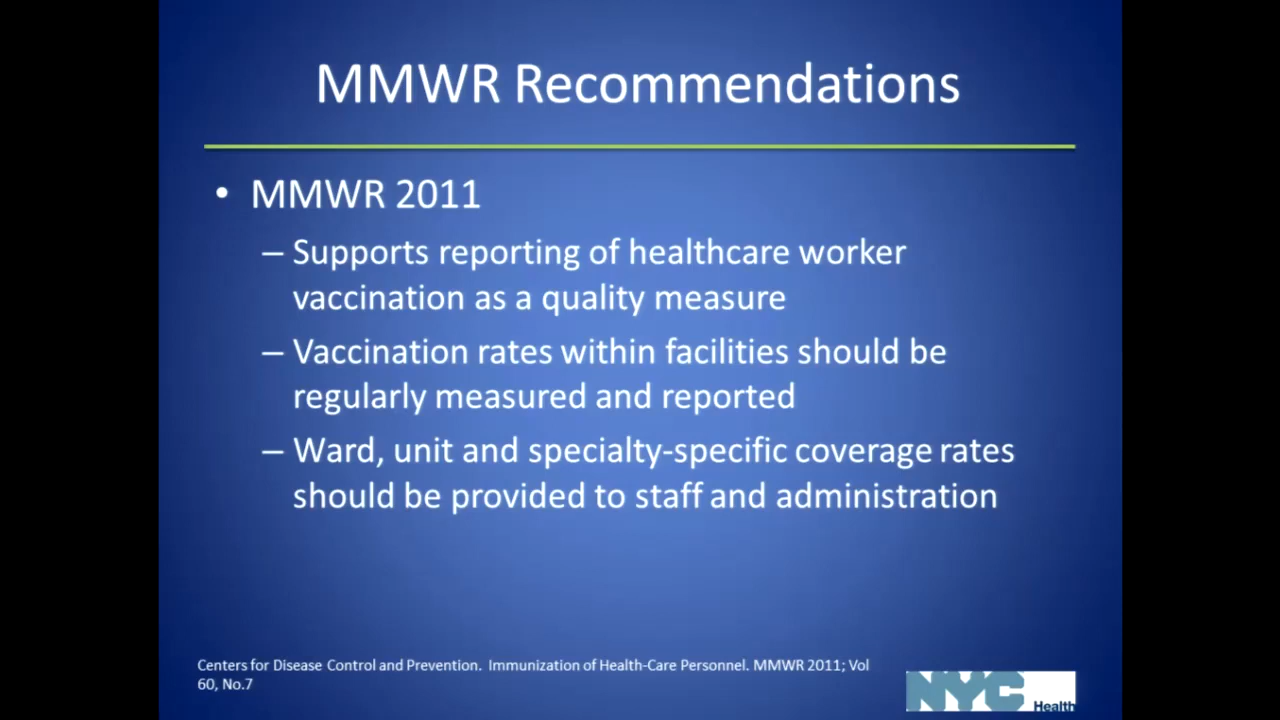 MMWR Recommendations
• MMWR 2011
– Supports reporting of healthcare worker
vaccination as a quality measure
– Vaccination rates within facilities should be
regularly measured and reported
– Ward, unit and specialty-specific coverage rates
should be provided to staff and administration
Centers for Disease Control and Prevention. Immunization of Health-Care Personnel. MMWR 2011; Vol
60, No.7
NYC Health